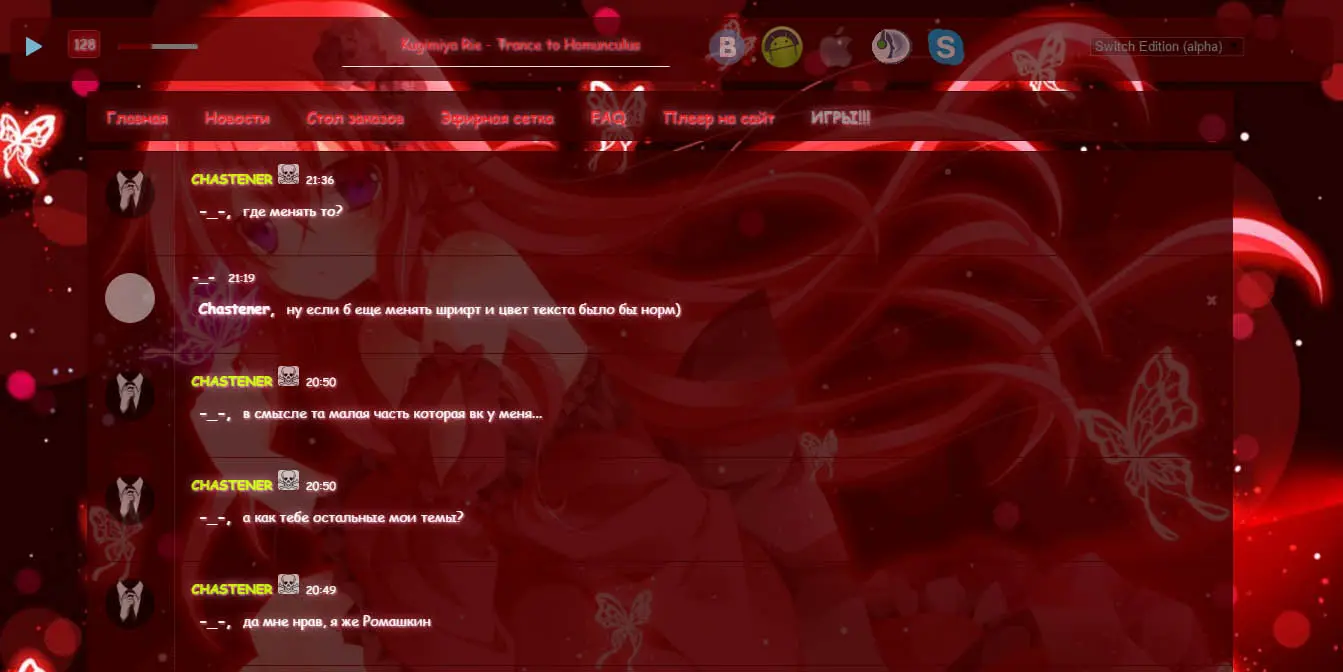 128
Kugimiya Rie - Trance to Homunculus
B
S
Switch Edition (alpha)
Главная Новости Стол заказов Эфирная сетка FAQ Плеер на сайт ИГРЫ!!!
CHASTENER 21:36
-_-, где менять то?
-_- 21:19
Chastener, ну если б еще менять шрифт и цвет текста было бы норм)
CHASTENER 20:50
-_-, в смысле та малая часть которая вк у меня...
CHASTENER 20:50
-_-, а как тебе остальные мои темы?
CHASTENER 20:49
-_-, да мне нрав, я же Ромашкин